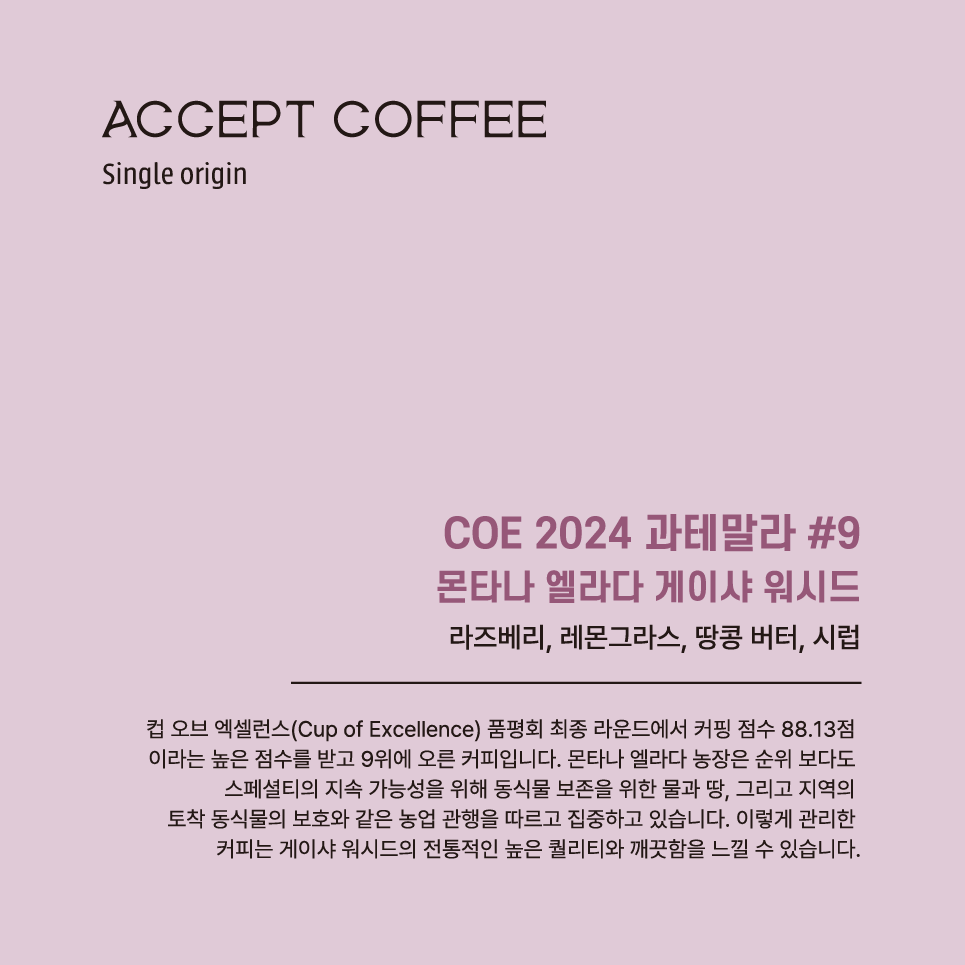 ACCEPT COFFEE
Single origin
COE 2024 과테말라 #9
몬타나 엘라다 게이샤 워시드
라즈베리, 레몬그라스, 땅콩 버터, 시럽
컵 오브 엑셀런스(Cup of Excellence) 품평회 최종 라운드에서 커핑 점수 88.13점
이라는 높은 점수를 받고 9위에 오른 커피입니다. 몬타나 엘라다 농장은 순위 보다도
스페셜티의 지속 가능성을 위해 동식물 보존을 위한 물과 땅, 그리고 지역의
토착 동식물의 보호와 같은 농업 관행을 따르고 집중하고 있습니다. 이렇게 관리한
커피는 게이샤 워시드의 전통적인 높은 퀄리티와 깨끗함을 느낄 수 있습니다.